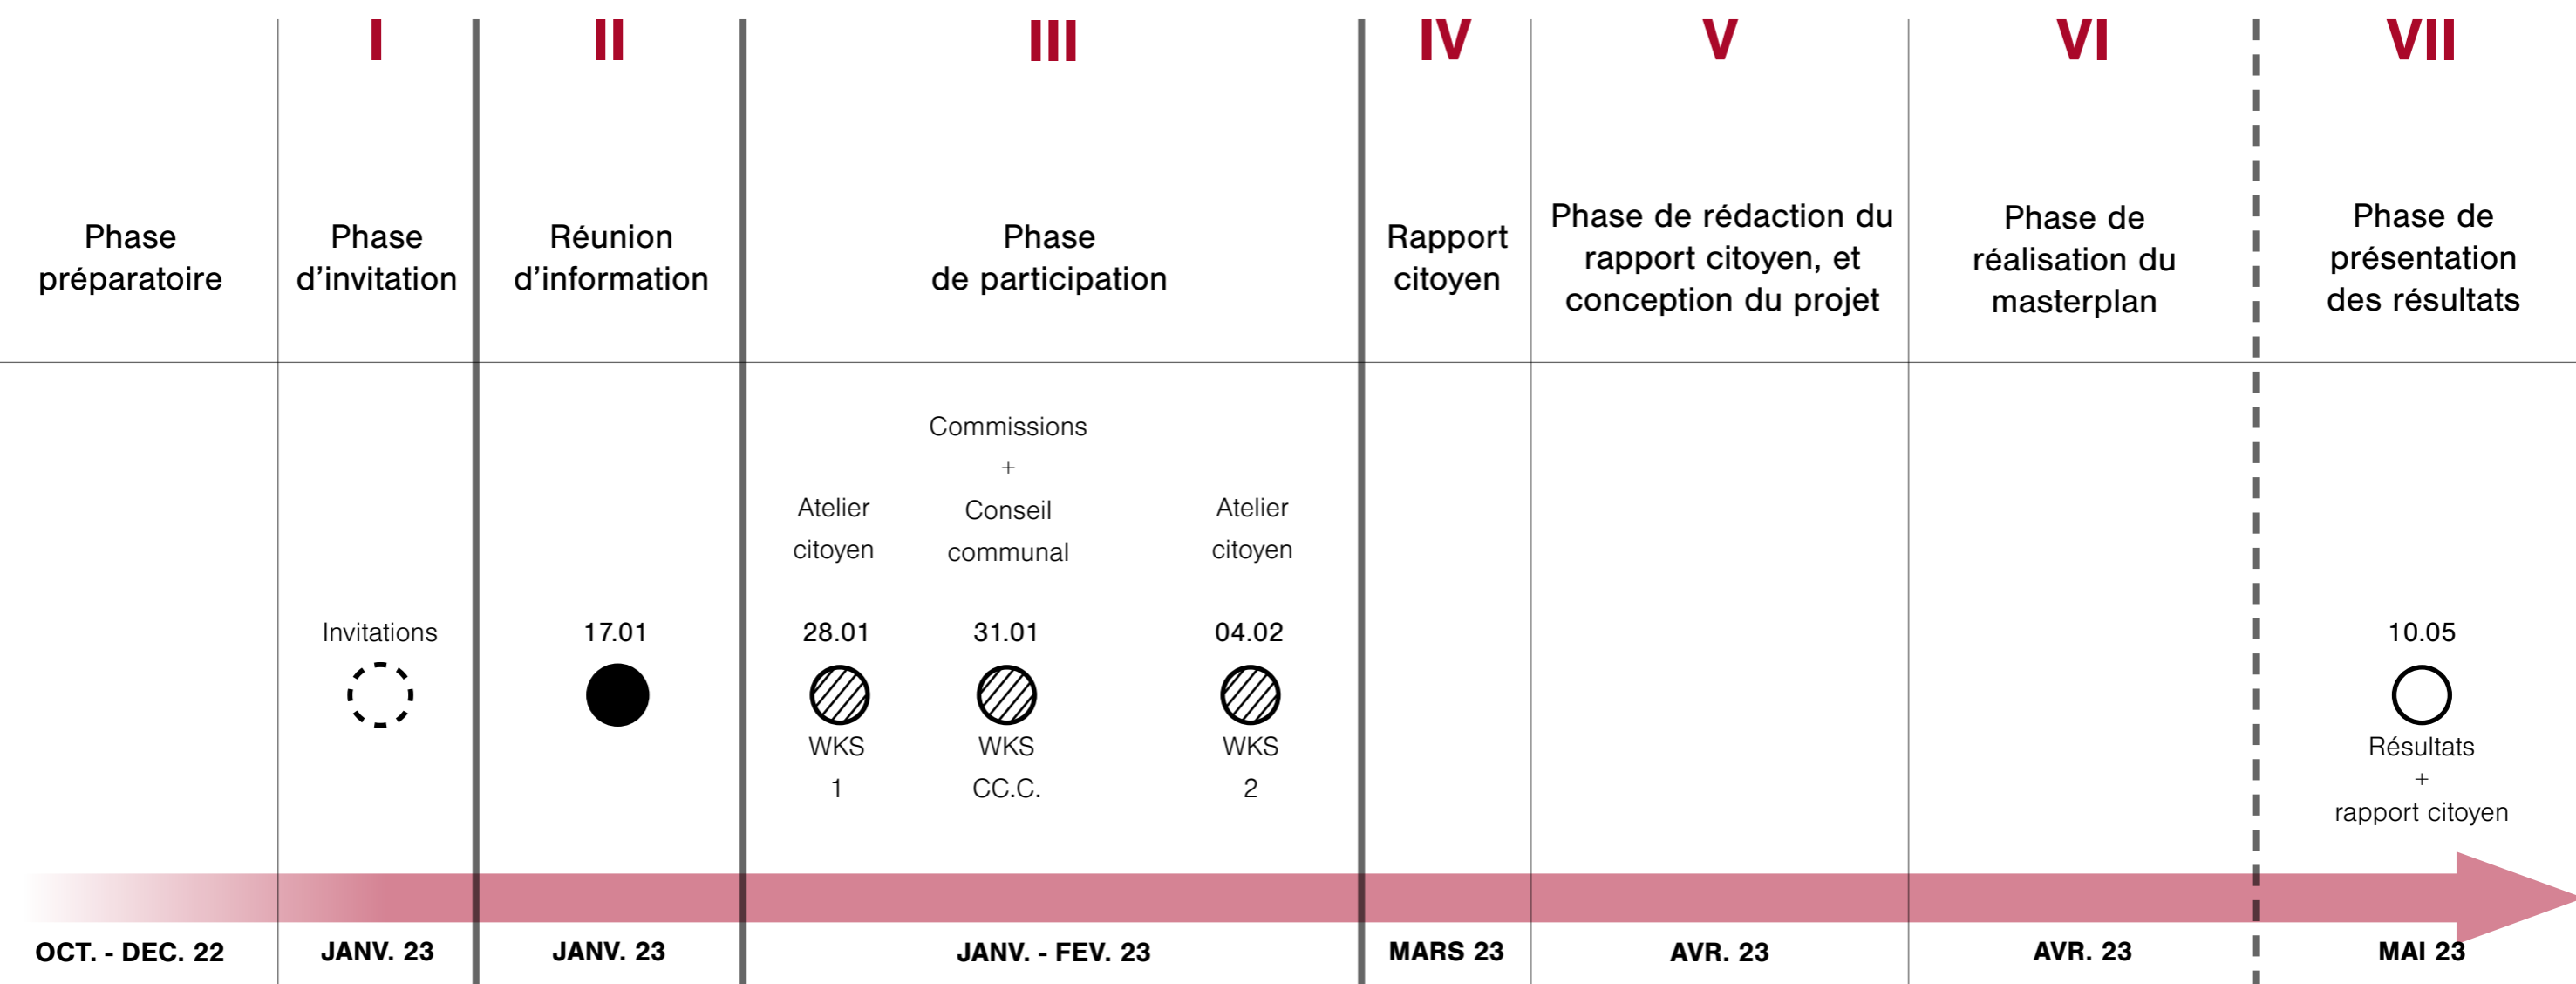 I
II
III
IV
V
VI
VII
Phase
préparatoire
Phase
d'invitation
Réunion
d'information
Phase
de participation
Rapport
citoyen
Phase de rédaction du
rapport citoyen, et
conception du projet
Phase de
réalisation du
masterplan
Phase de
présentation
des résultats
Invitations
17.01
Atelier
citoyen
28.01
WKS
1
Commissions
+
Conseil
communal
31.01
WKS
CC.C.
Atelier
citoyen
04.02
WKS
2
10.05
Résultats
+
rapport citoyen
OCT. - DEC. 22
JANV. 23
JANV. 23
JANV. - FEV. 23
MARS 23
AVR. 23
AVR. 23
MAI 23